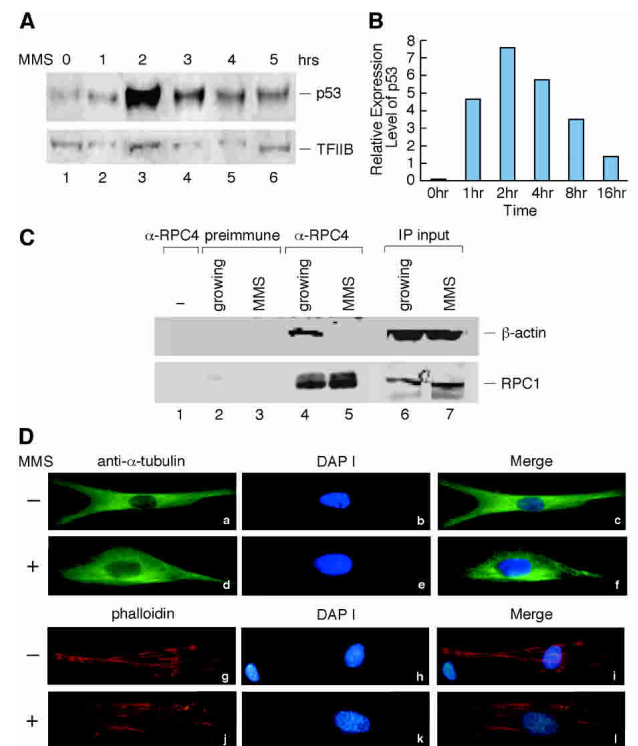 A
MMS 0 1 2 3 4 5 hrs
p53
TFIIB
1 2 3 4 5 6
B
Relative Expression
Level of p53
8
7
6
5
4
3
2
1
0
0hr 1hr 2hr 4hr 8hr 16hr
Time
C
α-RPC4 preimmune α-RPC4 IP input
– growing MMS growing MMS growing MMS
β-actin
RPC1
1 2 3 4 5 6 7
D
MMS anti-α-tubulin DAP I Merge
– a b c
+ d e f
phalloidin DAP I Merge
– g h i
+ j k l